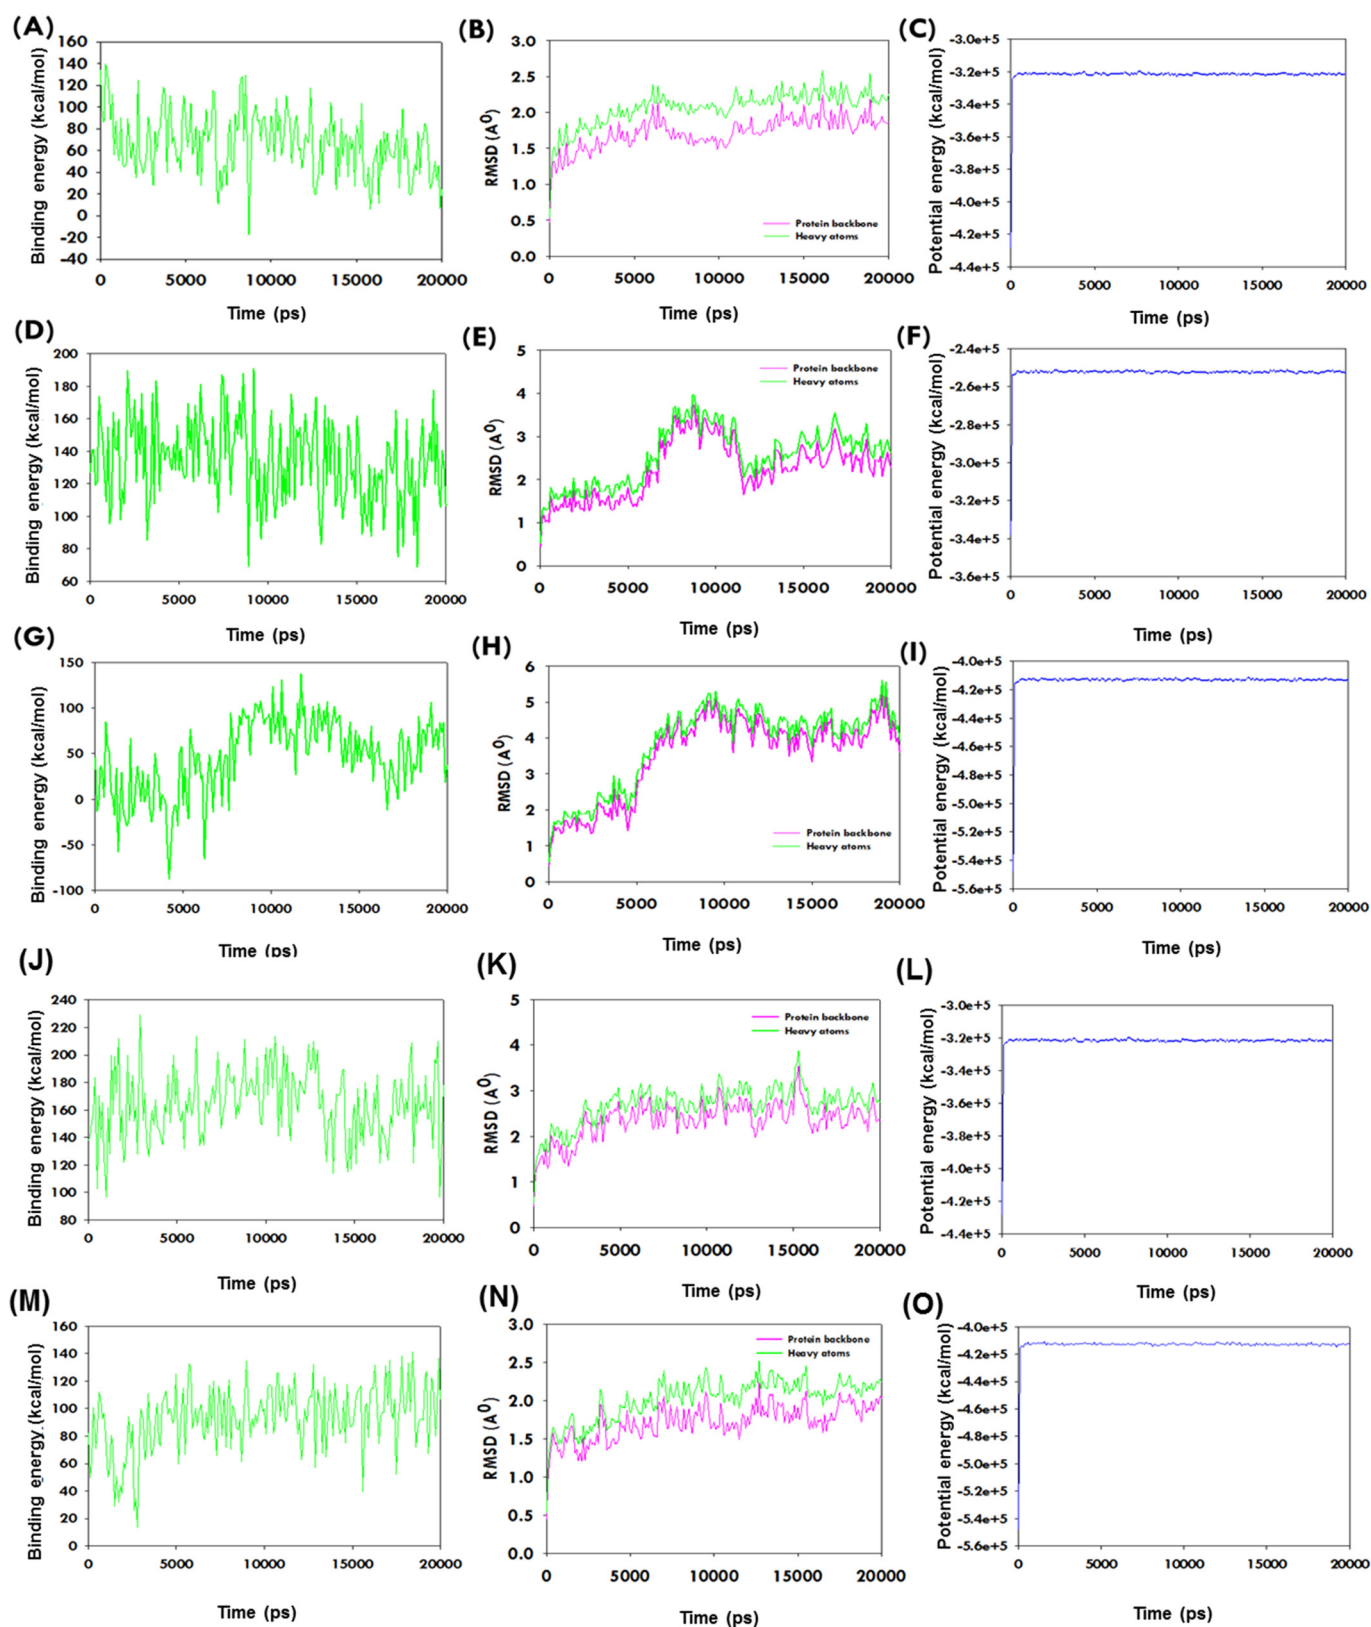 (A)
Binding energy (kcal/mol)
160
140
120
100
80
60
40
20
0
-20
-40
0 5000 10000 15000 20000
Time (ps)
(B)
RMSD (A⁰)
3.0
2.5
2.0
1.5
1.0
0.5
0.0
Protein backbone
Heavy atoms
0 5000 10000 15000 20000
Time (ps)
(C)
Potential energy (kcal/mol)
-3.0e+5
-3.2e+5
-3.4e+5
-3.6e+5
-3.8e+5
-4.0e+5
-4.2e+5
-4.4e+5
0 5000 10000 15000 20000
Time (ps)
(D)
Binding energy (kcal/mol)
200
180
160
140
120
100
80
60
0 5000 10000 15000 20000
Time (ps)
(E)
RMSD (A⁰)
5
4
3
2
1
0
Protein backbone
Heavy atoms
0 5000 10000 15000 20000
Time (ps)
(F)
Potential energy (kcal/mol)
-2.4e+5
-2.6e+5
-2.8e+5
-3.0e+5
-3.2e+5
-3.4e+5
-3.6e+5
0 5000 10000 15000 20000
Time (ps)
(G)
Binding energy (kcal/mol)
150
100
50
0
-50
-100
0 5000 10000 15000 20000
Time (ps)
(H)
RMSD (A⁰)
6
5
4
3
2
1
0
Protein backbone
Heavy atoms
0 5000 10000 15000 20000
Time (ps)
(I)
Potential energy (kcal/mol)
-4.0e+5
-4.2e+5
-4.4e+5
-4.6e+5
-4.8e+5
-5.0e+5
-5.2e+5
-5.4e+5
-5.6e+5
0 5000 10000 15000 20000
Time (ps)
(J)
Binding energy (kcal/mol)
240
220
200
180
160
140
120
100
80
0 5000 10000 15000 20000
Time (ps)
(K)
RMSD (A⁰)
5
4
3
2
1
0
Protein backbone
Heavy atoms
0 5000 10000 15000 20000
Time (ps)
(L)
Potential energy (kcal/mol)
-3.0e+5
-3.2e+5
-3.4e+5
-3.6e+5
-3.8e+5
-4.0e+5
-4.2e+5
-4.4e+5
0 5000 10000 15000 20000
Time (ps)
(M)
Binding energy (kcal/mol)
160
140
120
100
80
60
40
20
0
0 5000 10000 15000 20000
Time (ps)
(N)
RMSD (A⁰)
3.0
2.5
2.0
1.5
1.0
0.5
0.0
Protein backbone
Heavy atoms
0 5000 10000 15000 20000
Time (ps)
(O)
Potential energy (kcal/mol)
-4.0e+5
-4.2e+5
-4.4e+5
-4.6e+5
-4.8e+5
-5.0e+5
-5.2e+5
-5.4e+5
-5.6e+5
0 5000 10000 15000 20000
Time (ps)